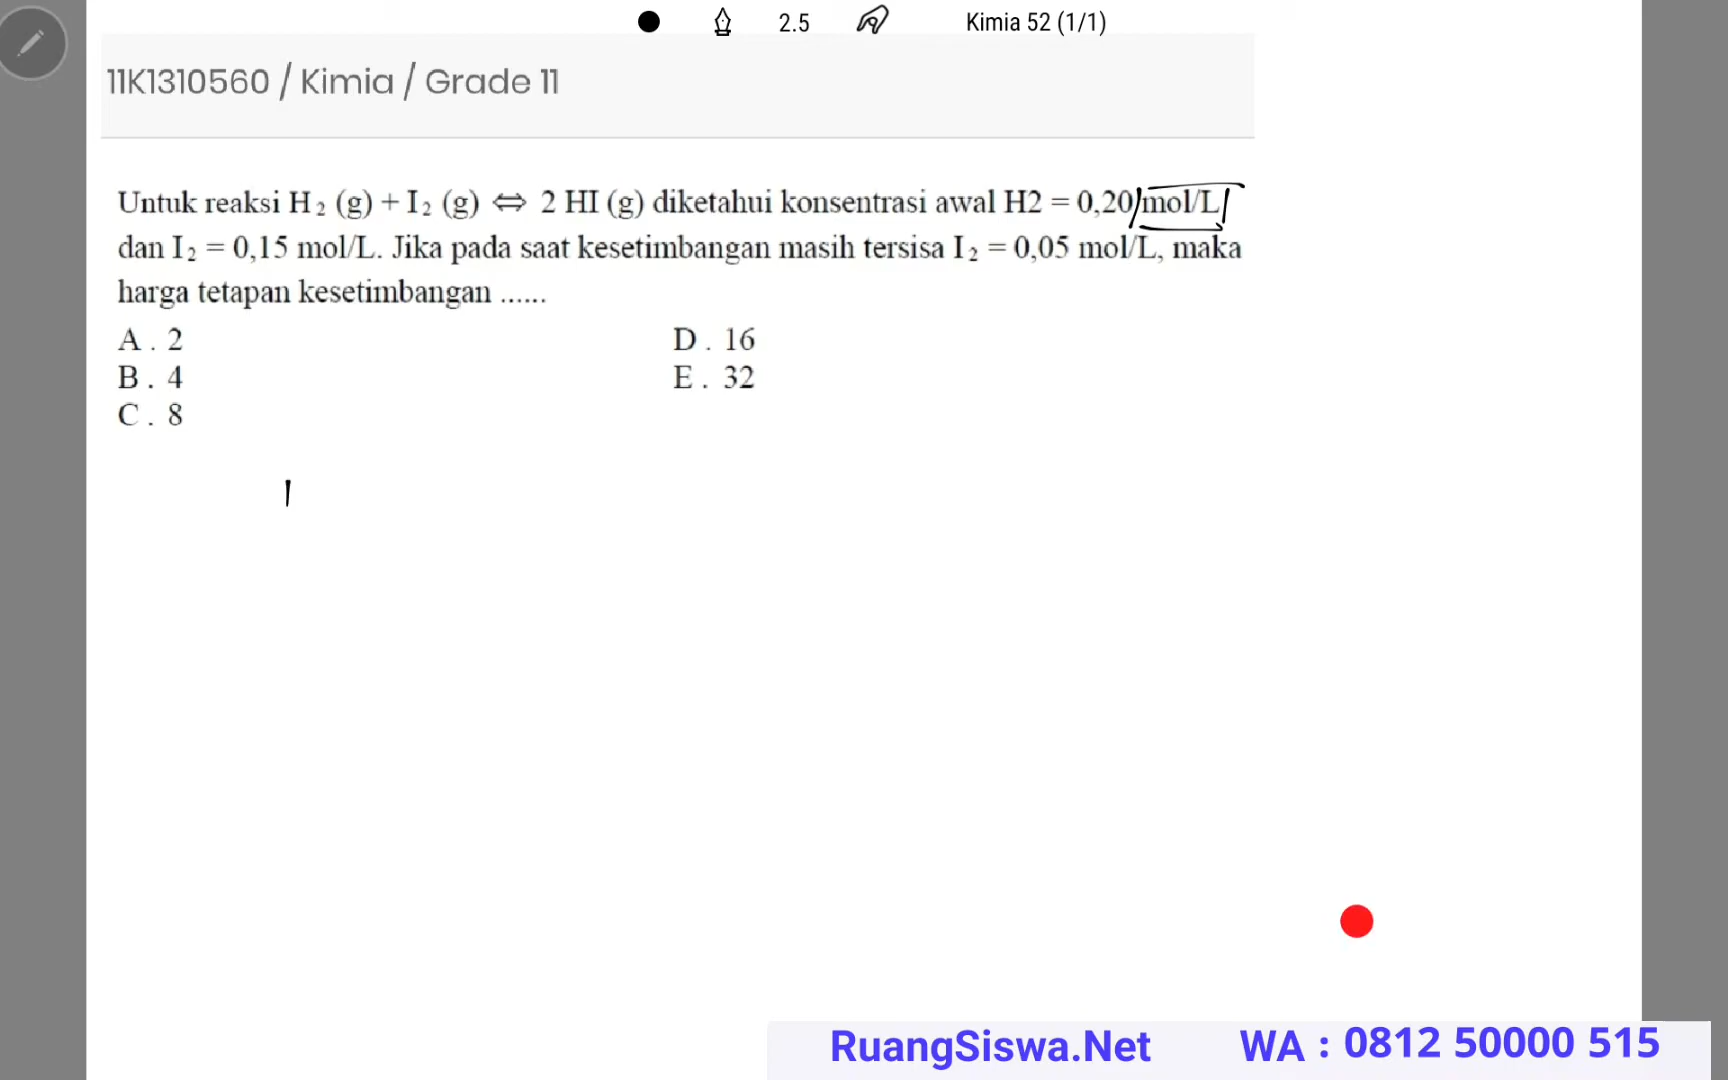 2.5 Kimia 52 (1/1)
11K1310560 / Kimia / Grade 11
Untuk reaksi H₂ (g) + I₂ (g) ⇔ 2 HI (g) diketahui konsentrasi awal H2 = 0,20 mol/L
dan I₂ = 0,15 mol/L. Jika pada saat kesetimbangan masih tersisa I₂ = 0,05 mol/L, maka
harga tetapan kesetimbangan ......
A . 2 D . 16
B . 4 E . 32
C . 8
RuangSiswa.Net WA : 0812 50000 515